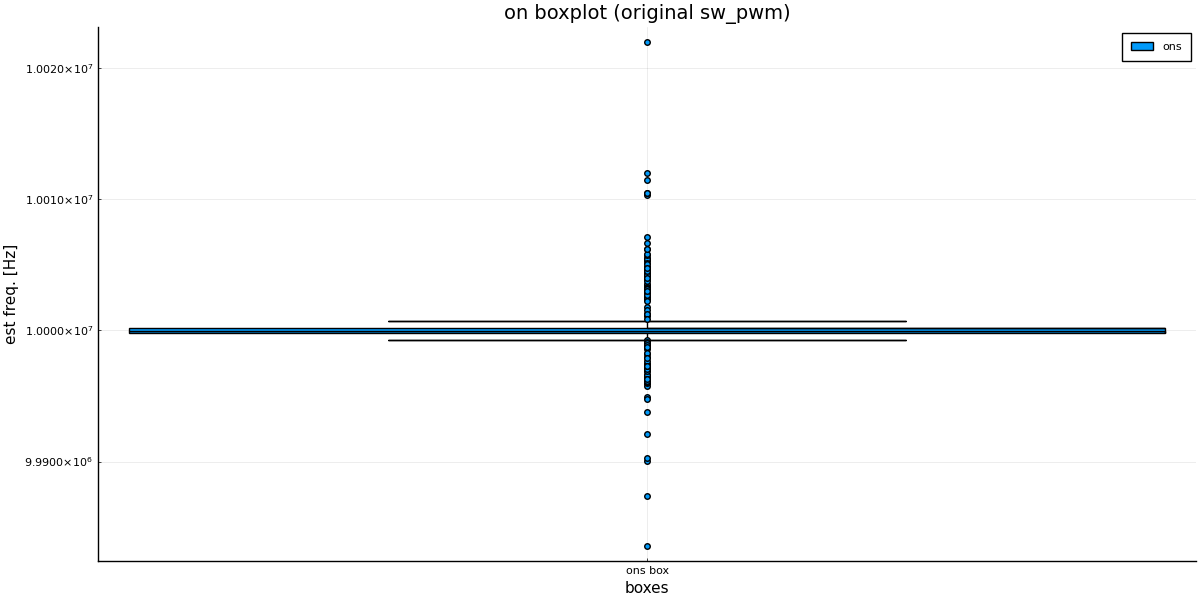 on boxplot (original sw_pwm)
ons
1.0020×10⁷
1.0010×10⁷
1.0000×10⁷
9.9900×10⁶
est freq. [Hz]
ons box
boxes